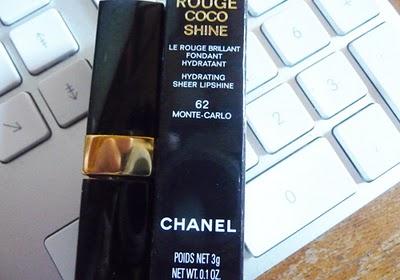 ROUGE
COCO
SHINE
LE ROUGE BRILLANT
FONDANT
HYDRATANT
HYDRATING
SHEER LIPSHINE
62
MONTE-CARLO
CHANEL
POIDS NET 3g
NET WT. 0.1 OZ.
0